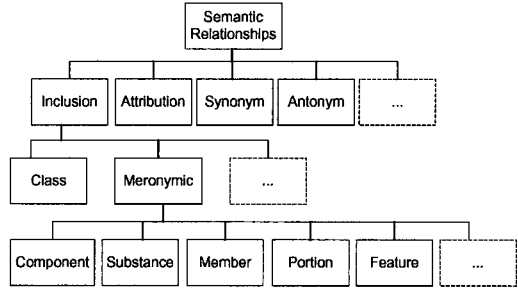 Semantic
Relationships
Inclusion
Attribution
Synonym
Antonym
...
Class
Meronymic
...
Component
Substance
Member
Portion
Feature
...